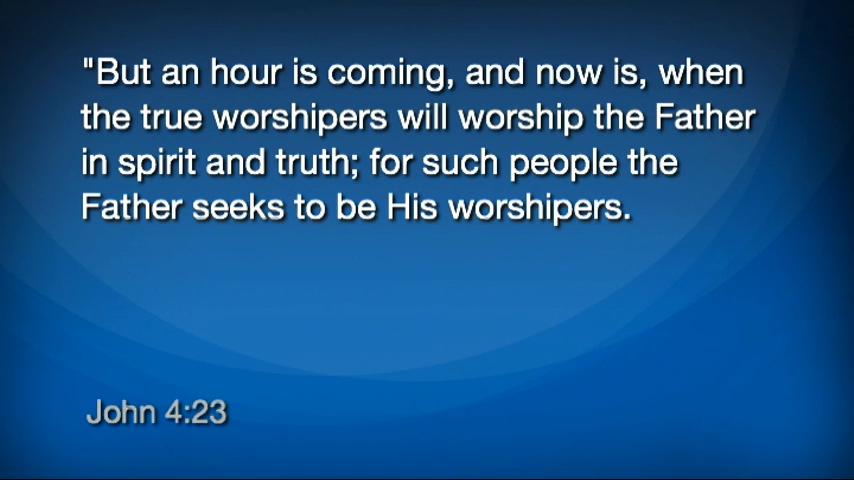 "But an hour is coming, and now is, when
the true worshipers will worship the Father
in spirit and truth; for such people the
Father seeks to be His worshipers.
John 4:23